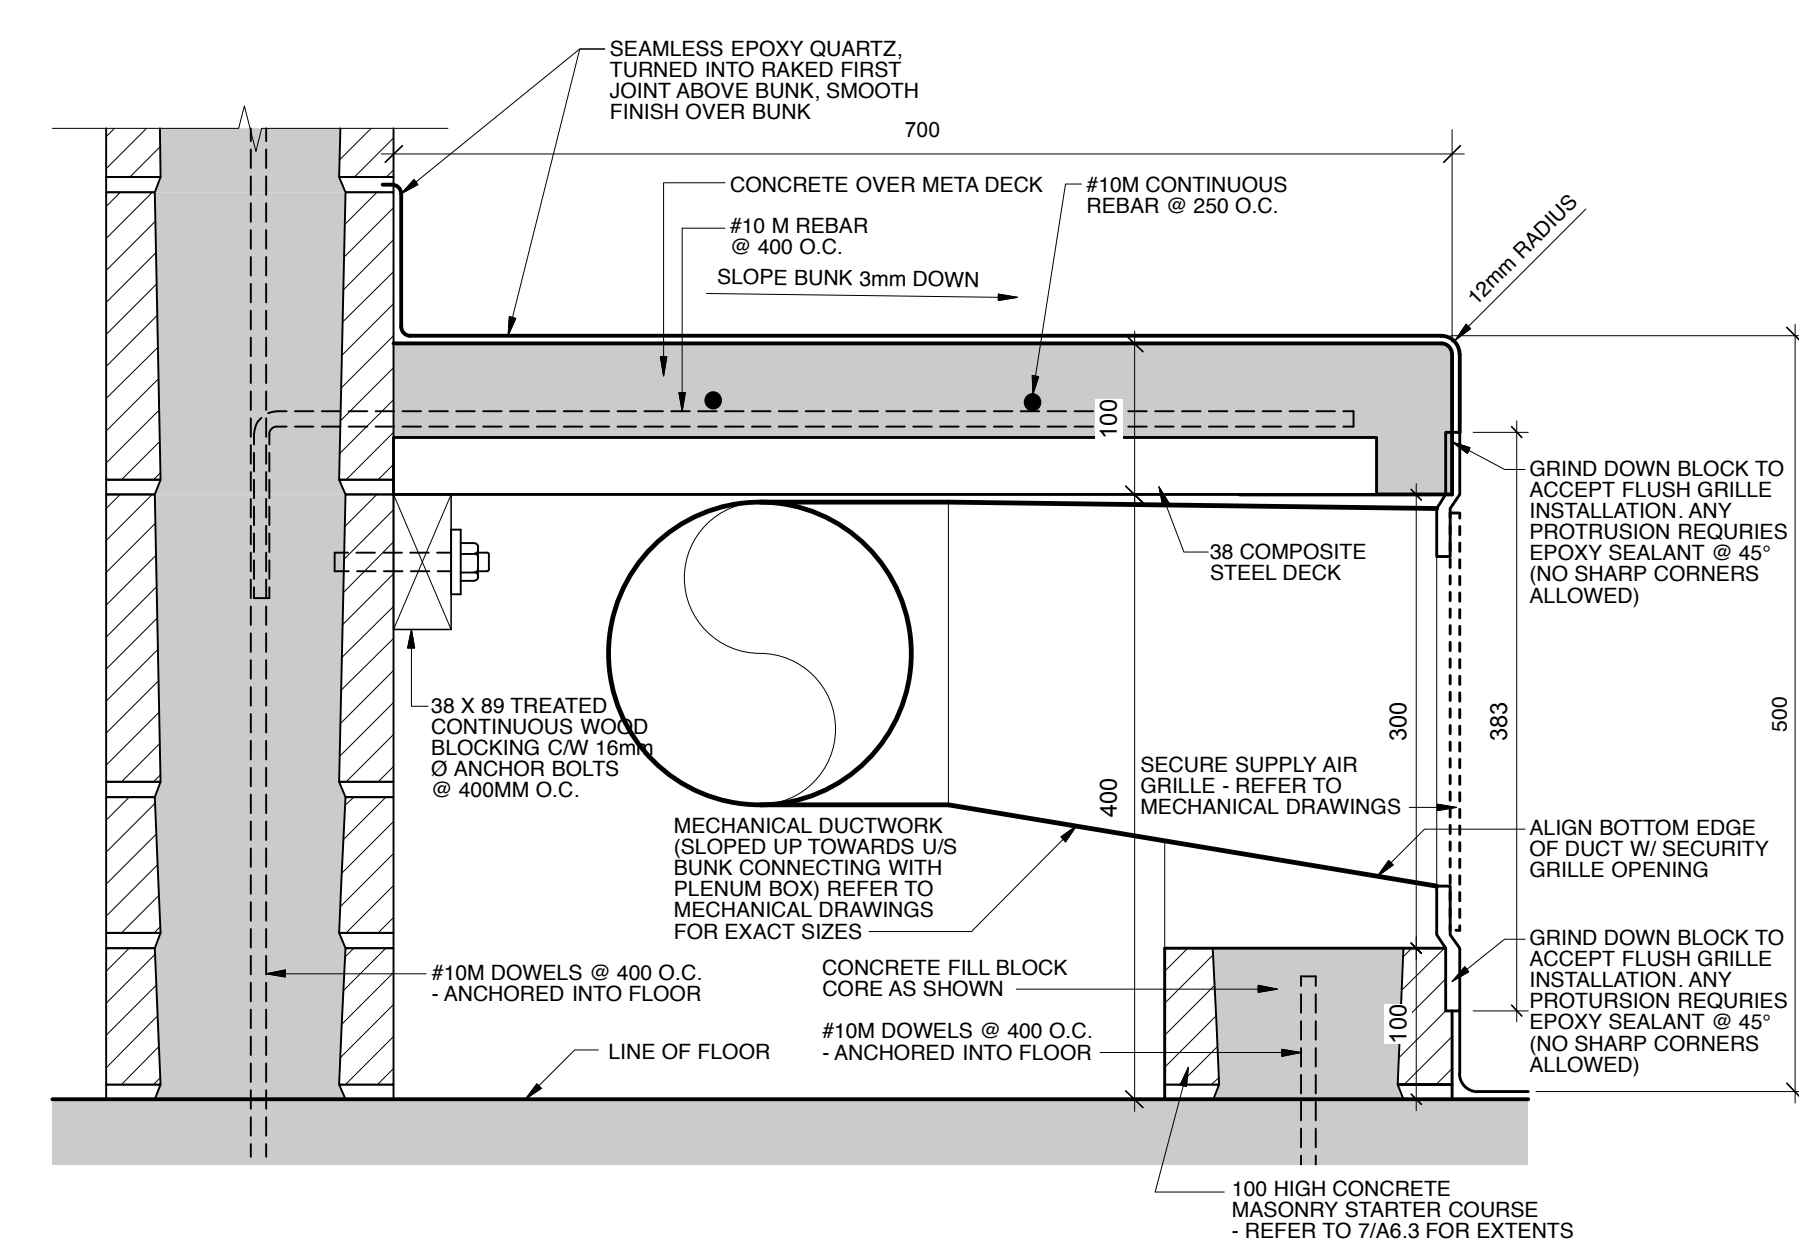 SEAMLESS EPOXY QUARTZ,
TURNED INTO RAKED FIRST
JOINT ABOVE BUNK, SMOOTH
FINISH OVER BUNK
700
CONCRETE OVER META DECK
#10M CONTINUOUS
REBAR @ 250 O.C.
#10 M REBAR
@ 400 O.C.
SLOPE BUNK 3mm DOWN
12mm RADIUS
100
GRIND DOWN BLOCK TO
ACCEPT FLUSH GRILLE
INSTALLATION. ANY
PROTRUSION REQURIES
EPOXY SEALANT @ 45°
(NO SHARP CORNERS
ALLOWED)
38 COMPOSITE
STEEL DECK
38 X 89 TREATED
CONTINUOUS WOOD
BLOCKING C/W 16mm
Ø ANCHOR BOLTS
@ 400MM O.C.
300
383
500
400
SECURE SUPPLY AIR
GRILLE - REFER TO
MECHANICAL DRAWINGS
MECHANICAL DUCTWORK
(SLOPED UP TOWARDS U/S
BUNK CONNECTING WITH
PLENUM BOX) REFER TO
MECHANICAL DRAWINGS
FOR EXACT SIZES
ALIGN BOTTOM EDGE
OF DUCT W/ SECURITY
GRILLE OPENING
GRIND DOWN BLOCK TO
ACCEPT FLUSH GRILLE
INSTALLATION. ANY
PROTURSION REQURIES
EPOXY SEALANT @ 45°
(NO SHARP CORNERS
ALLOWED)
#10M DOWELS @ 400 O.C.
- ANCHORED INTO FLOOR
CONCRETE FILL BLOCK
CORE AS SHOWN
#10M DOWELS @ 400 O.C.
- ANCHORED INTO FLOOR
100
LINE OF FLOOR
100 HIGH CONCRETE
MASONRY STARTER COURSE
- REFER TO 7/A6.3 FOR EXTENTS